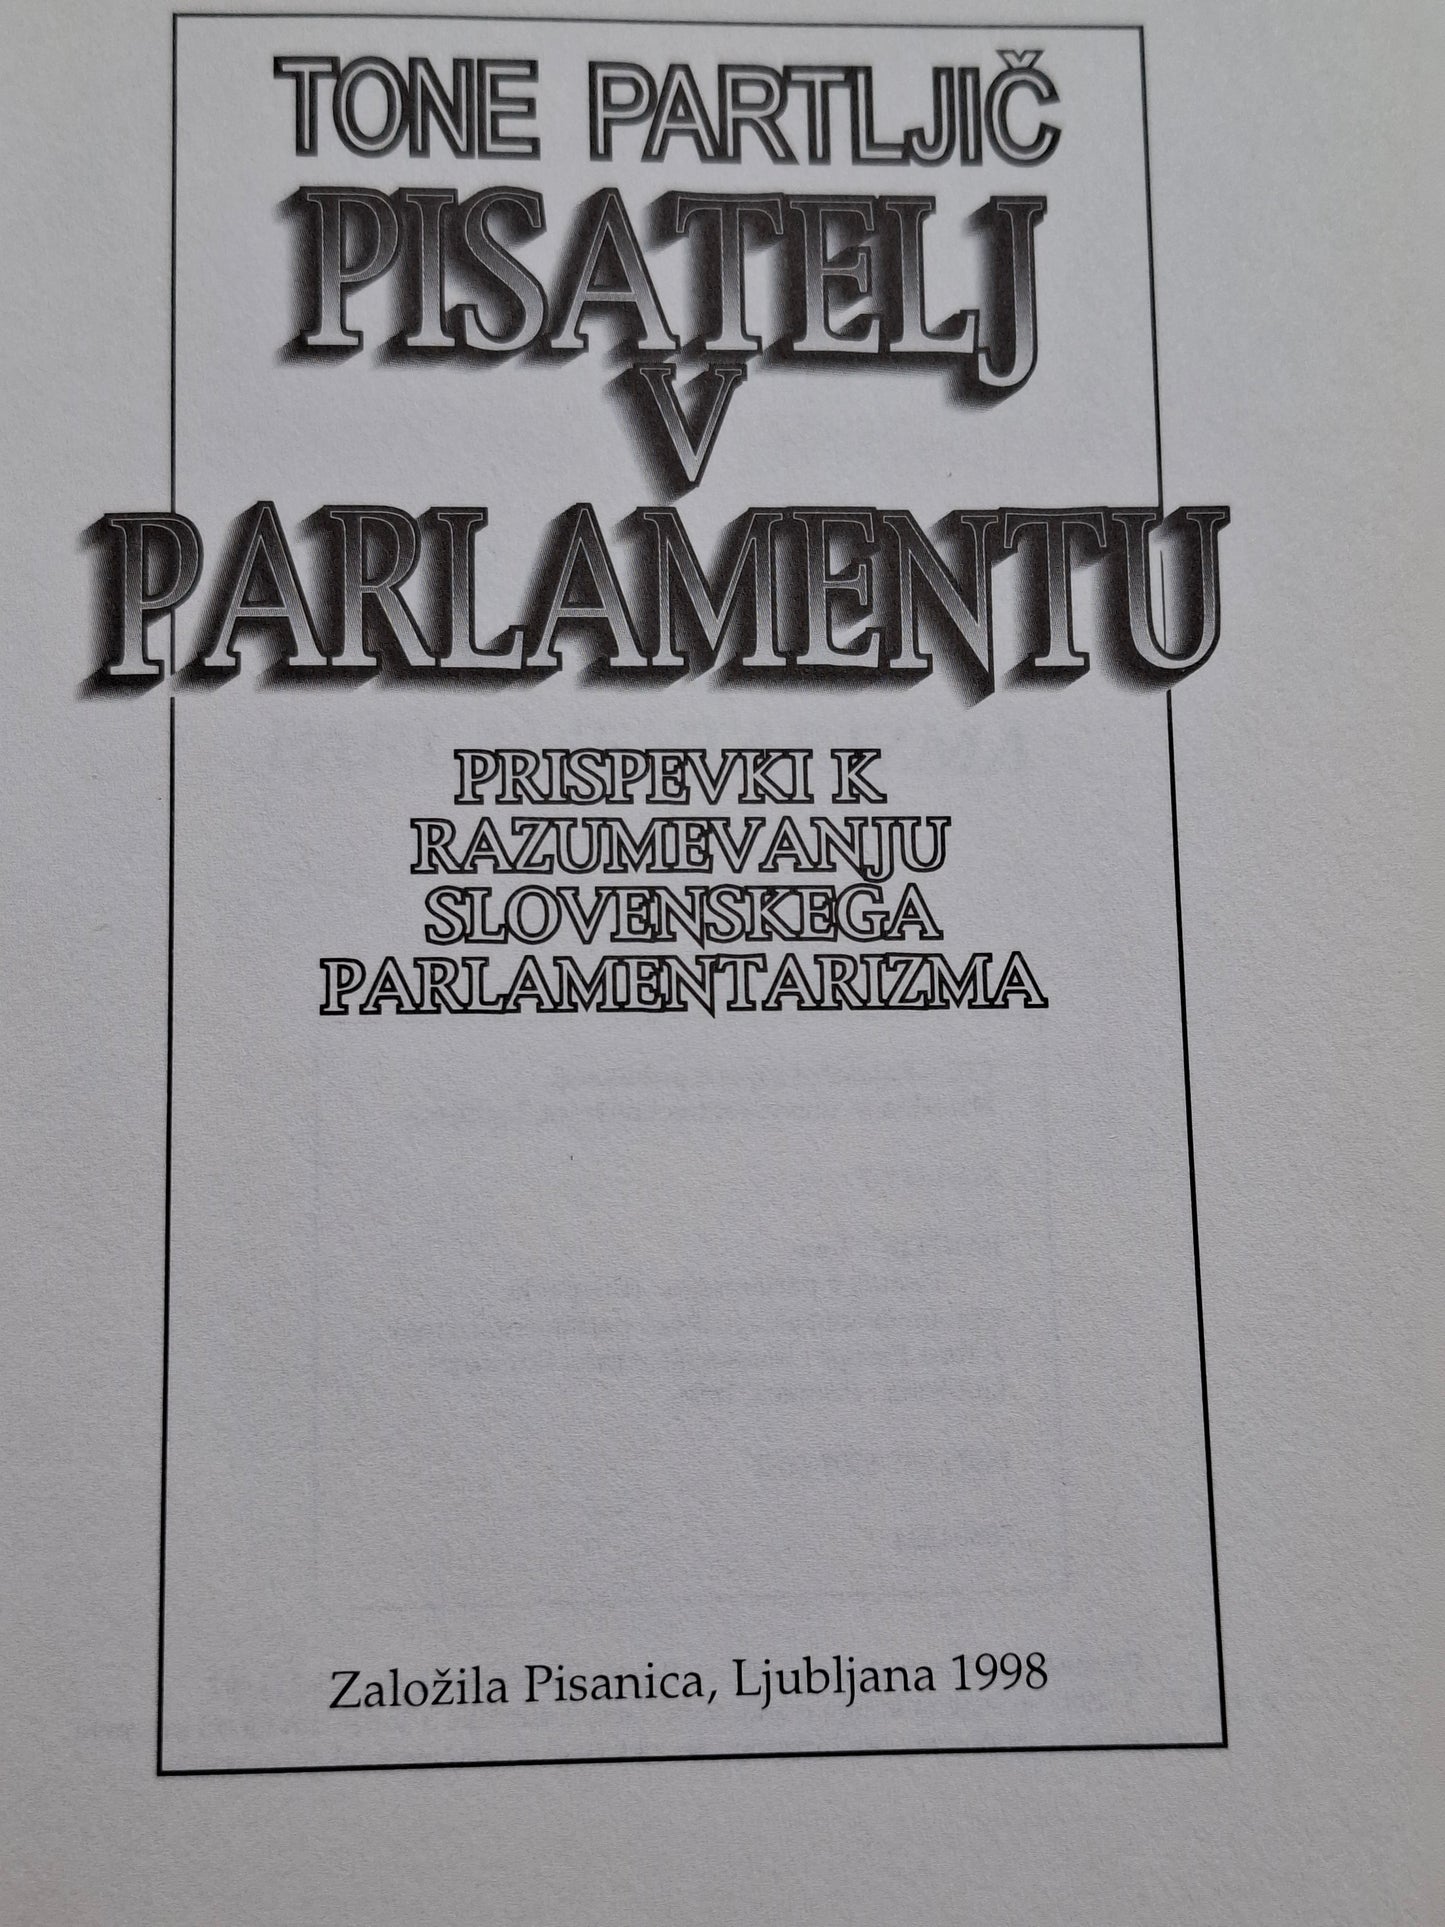 TONE PARTLJIČ
PISATELJ
V
PARLAMENTU
PRISPEVKI K
RAZUMEVANJU
SLOVENSKEGA
PARLAMENTARIZMA
Založila Pisanica, Ljubljana 1998